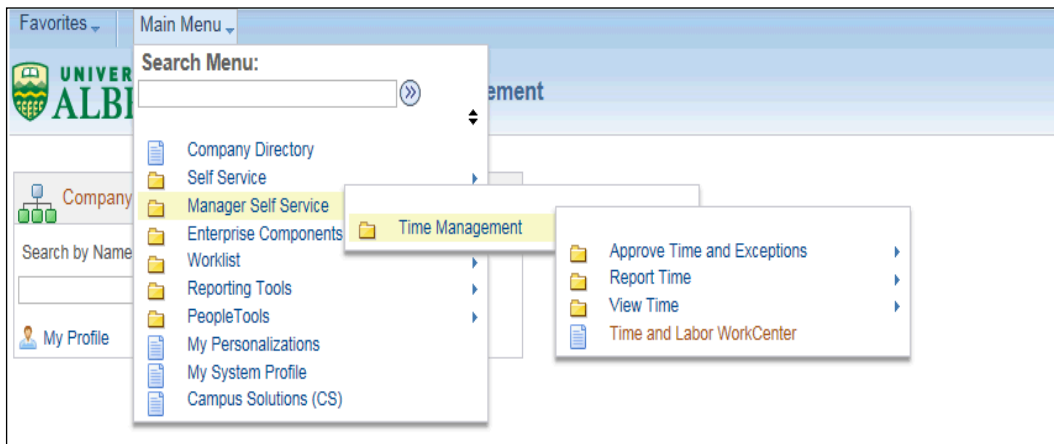 Favorites Main Menu
Search Menu:
UNIVER
ALB
ement
Company Directory
Self Service
Company
Manager Self Service
Time Management
Enterprise Components
Search by Name
Worklist
Reporting Tools
PeopleTools
My Profile
My Personalizations
My System Profile
Campus Solutions (CS)
Approve Time and Exceptions
Report Time
View Time
Time and Labor WorkCenter